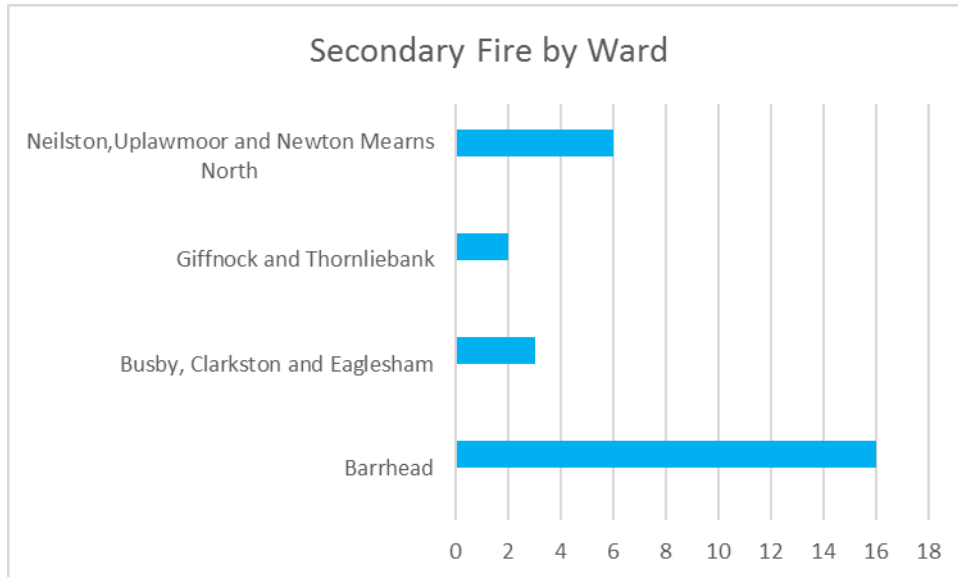 Secondary Fire by Ward
Neilston,Uplawmoor and Newton Mearns
North
Giffnock and Thornliebank
Busby, Clarkston and Eaglesham
Barrhead
0 2 4 6 8 10 12 14 16 18